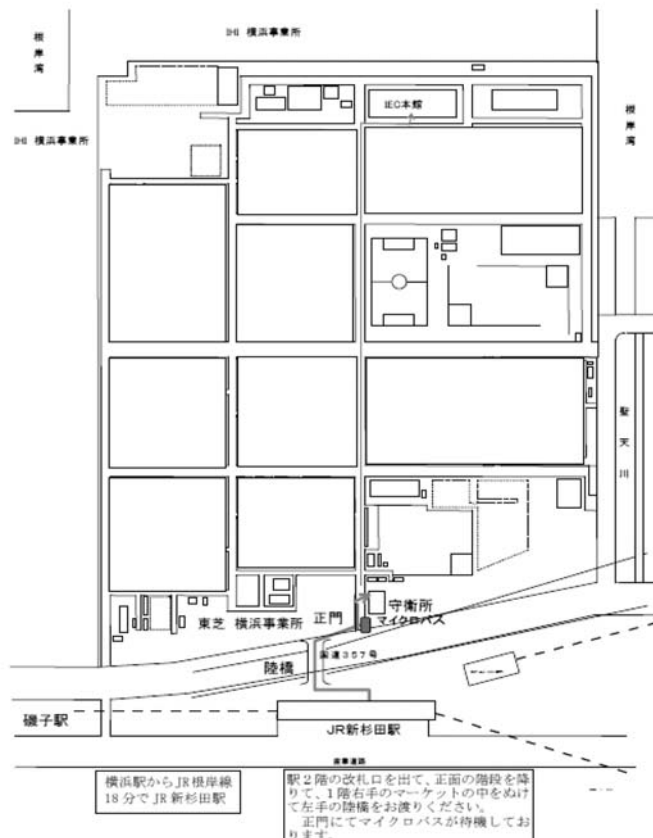 IHI 横浜事業所
根岸湾
IEC本館
根岸湾
IHI 横浜事業所
聖天川
守衛所
正門
東芝 横浜事業所
マイクロバス
国道357号
陸橋
磯子駅
JR新杉田駅
産業道路
横浜駅からJR根岸線
18分でJR新杉田駅
駅2階の改札口を出て、正面の階段を降
りて、1階右手のマーケットの中をぬけ
て左手の陸橋をお渡りください。
正門にてマイクロバスが待機してお
ります。